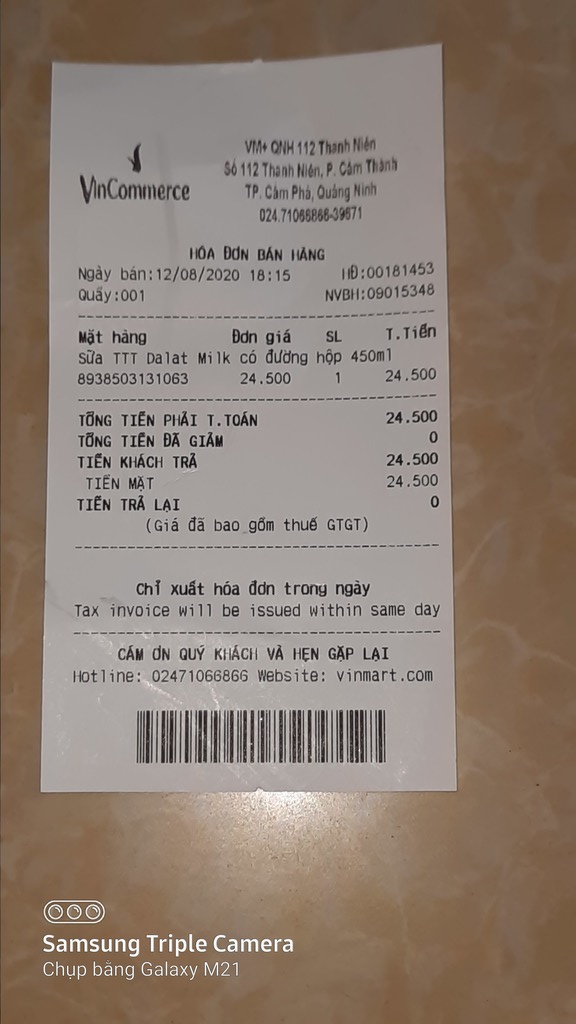 VinCommerce
VM+ QNH 112 Thanh Niên
Số 112 Thanh Niên, P. Cẩm Thành
TP. Cẩm Phả, Quảng Ninh
024.71066866-39671
HÓA ĐƠN BÁN HÀNG
Ngày bán:12/08/2020 18:15 HĐ:00181453
Quầy:001 NVBH:09015348
Mặt hàng Đơn giá SL T.Tiền
Sữa TTT Dalat Milk có đường hộp 450ml
8938503131063 24.500 1 24.500
TỔNG TIỀN PHẢI T.TOÁN 24.500
TỔNG TIỀN ĐÃ GIẢM 0
TIỀN KHÁCH TRẢ 24.500
TIỀN MẶT 24.500
TIỀN TRẢ LẠI 0
(Giá đã bao gồm thuế GTGT)
Chỉ xuất hóa đơn trong ngày
Tax invoice will be issued within same day
CẢM ƠN QUÝ KHÁCH VÀ HẸN GẶP LẠI
Hotline: 02471066866 Website: vinmart.com
Samsung Triple Camera
Chụp bằng Galaxy M21